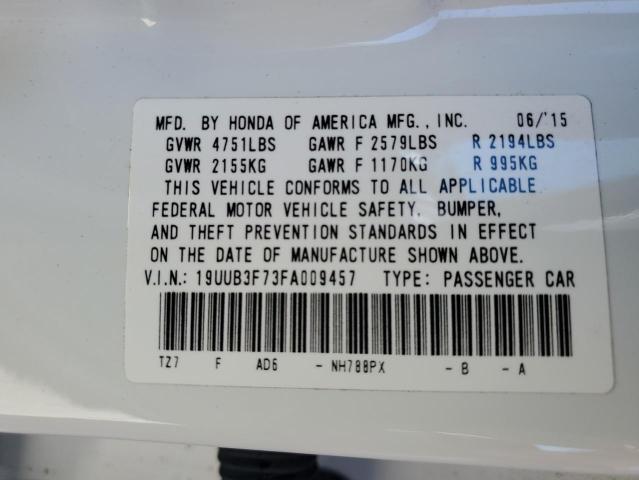 MFD. BY HONDA OF AMERICA MFG., INC. 06/'15
GVWR 4751LBS GAWR F 2579LBS R 2194LBS
GVWR 2155KG GAWR F 1170KG R 995KG
THIS VEHICLE CONFORMS TO ALL APPLICABLE
FEDERAL MOTOR VEHICLE SAFETY, BUMPER,
AND THEFT PREVENTION STANDARDS IN EFFECT
ON THE DATE OF MANUFACTURE SHOWN ABOVE.
V.I.N.: 19UUB3F73FA009457 TYPE: PASSENGER CAR
TZ7 F AD6 - NH788PX - B - A